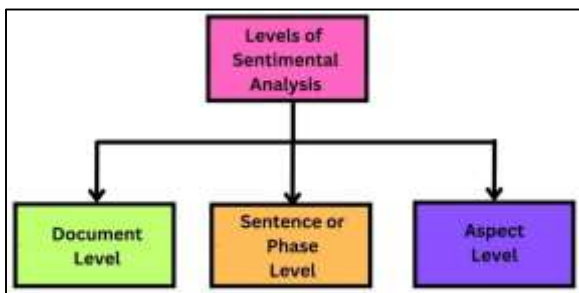 Levels of
Sentimental
Analysis
Document
Level
Sentence or
Phase
Level
Aspect
Level